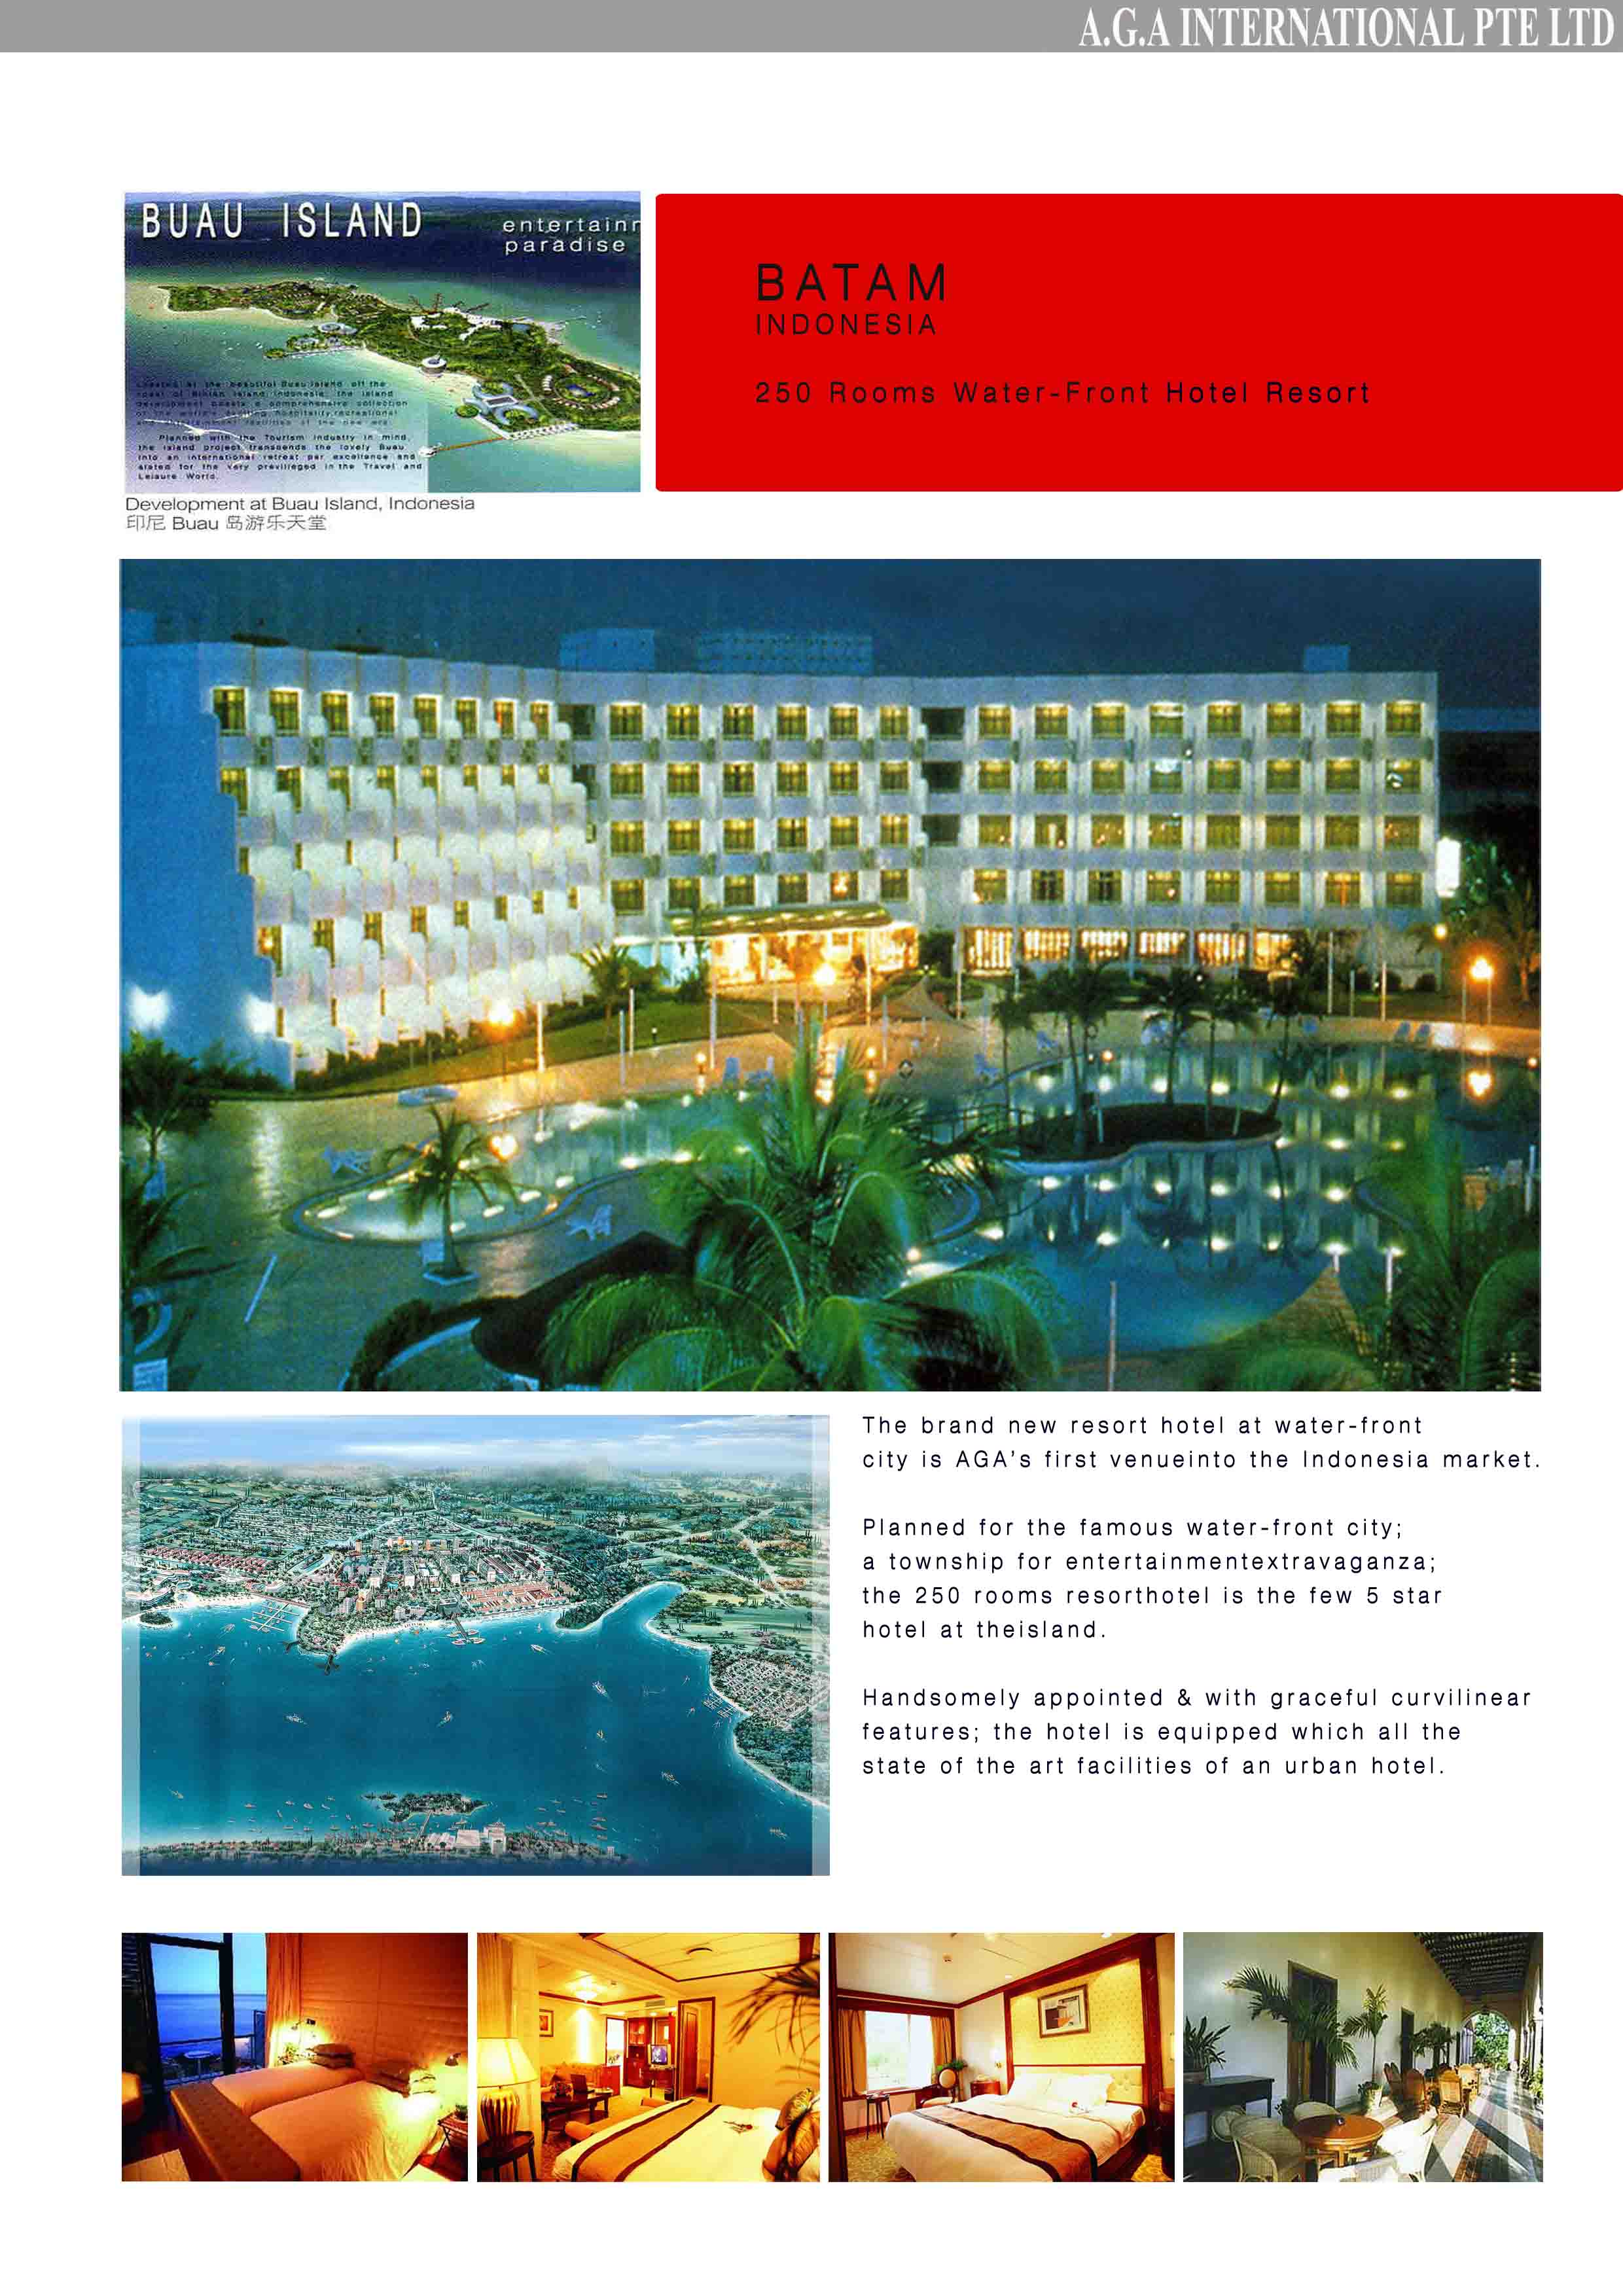 A.G.A INTERNATIONAL PTE LTD
BUAU ISLAND
entertainr
paradise
Located at the beautiful Buau Island off the
coast of Bintan Island Indonesia; the island
development boasts a comprehensive collection
of the world's exciting, hospitality, recreational
and entertainment facilities of the new era.
Planned with the Tourism industry in mind,
the island project transcends the lovely Buau
into an international retreat par excellence and
slated for the very previlieged in the Travel and
Leisure World.
Development at Buau Island, Indonesia
印尼 Buau 岛游乐天堂
BATAM
INDONESIA
250 Rooms Water-Front Hotel Resort
The brand new resort hotel at water-front
city is AGA's first venueinto the Indonesia market.
Planned for the famous water-front city;
a township for entertainmentextravaganza;
the 250 rooms resorthotel is the few 5 star
hotel at theisland.
Handsomely appointed & with graceful curvilinear
features; the hotel is equipped which all the
state of the art facilities of an urban hotel.